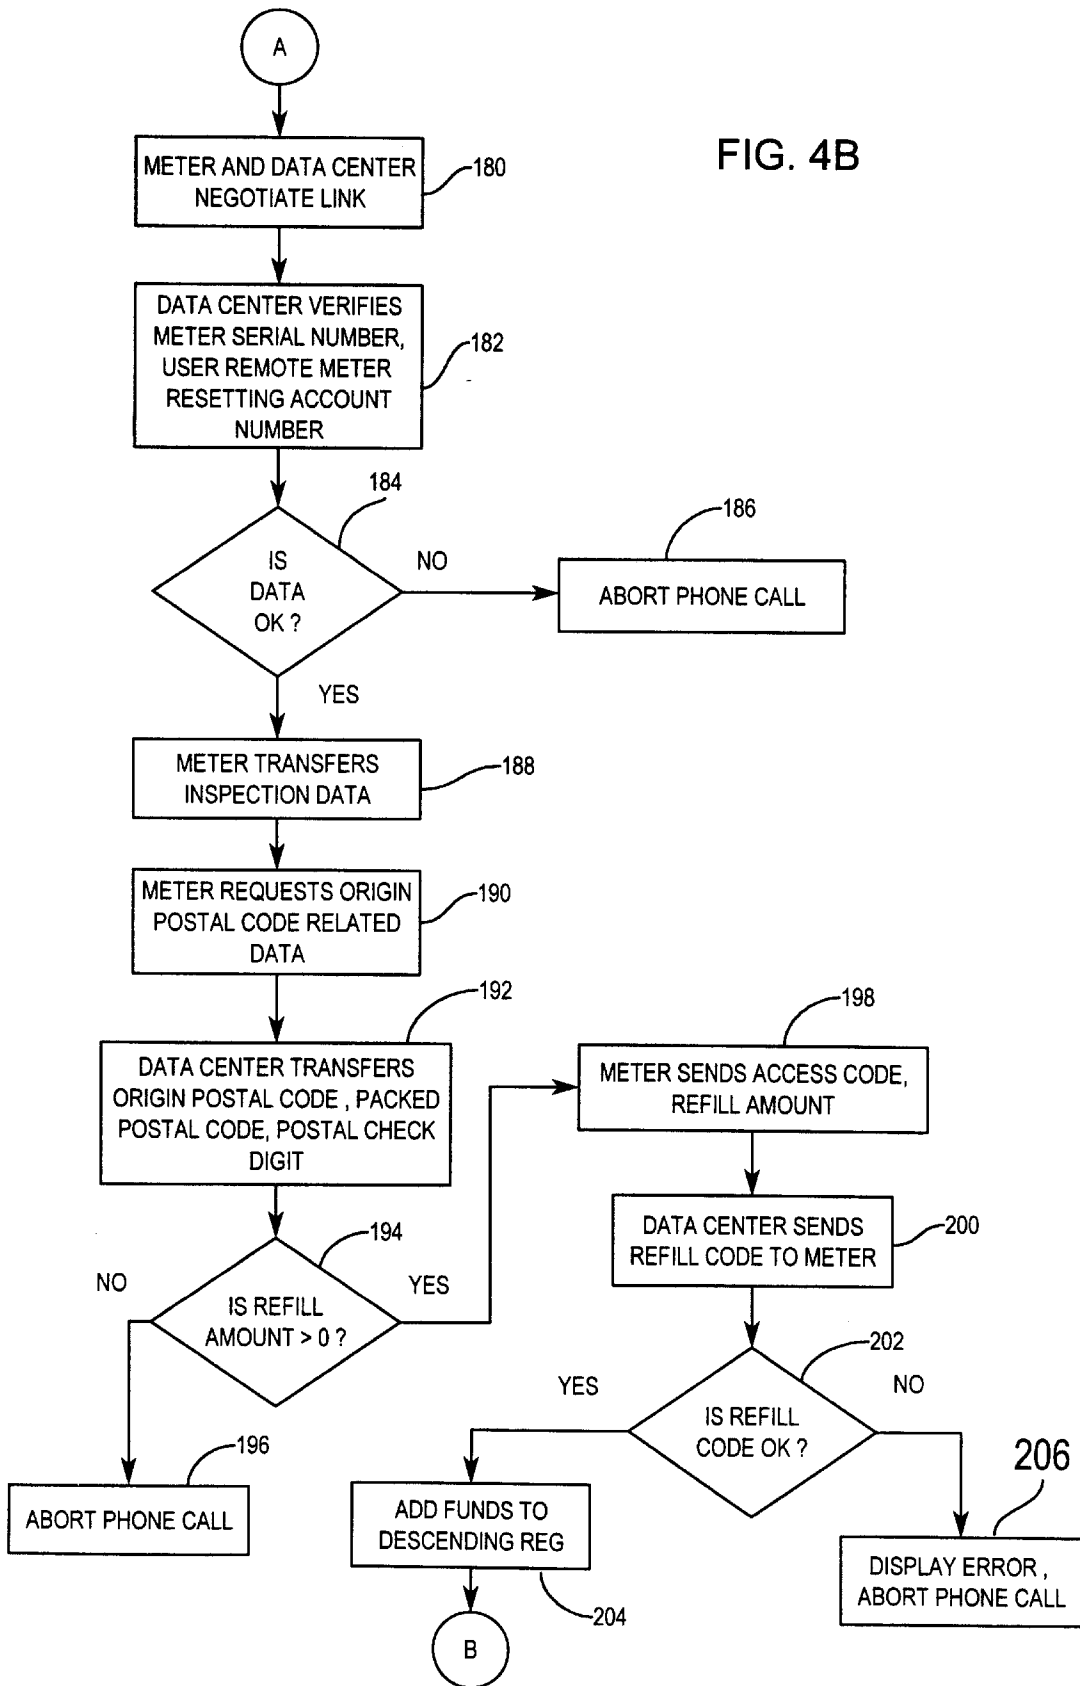 A
FIG. 4B
METER AND DATA CENTER
NEGOTIATE LINK
180
DATA CENTER VERIFIES
METER SERIAL NUMBER,
USER REMOTE METER
RESETTING ACCOUNT
NUMBER
182
184
IS
DATA
OK ?
NO
186
ABORT PHONE CALL
YES
METER TRANSFERS
INSPECTION DATA
188
METER REQUESTS ORIGIN
POSTAL CODE RELATED
DATA
190
192
DATA CENTER TRANSFERS
ORIGIN POSTAL CODE , PACKED
POSTAL CODE, POSTAL CHECK
DIGIT
194
IS REFILL
AMOUNT > 0 ?
NO
YES
196
ABORT PHONE CALL
198
METER SENDS ACCESS CODE,
REFILL AMOUNT
DATA CENTER SENDS
REFILL CODE TO METER
200
202
IS REFILL
CODE OK ?
YES
NO
ADD FUNDS TO
DESCENDING REG
204
B
206
DISPLAY ERROR ,
ABORT PHONE CALL